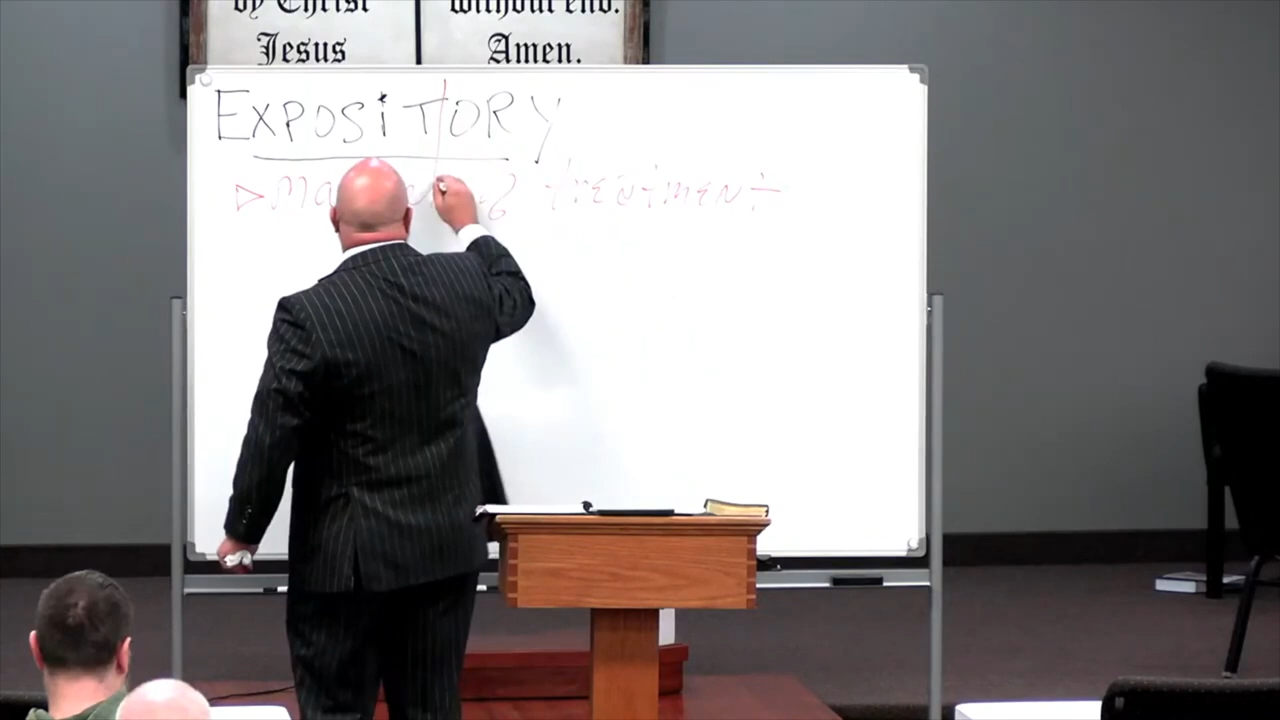 by Christ without end.
Jesus Amen.
EXPOSITORY
treatment